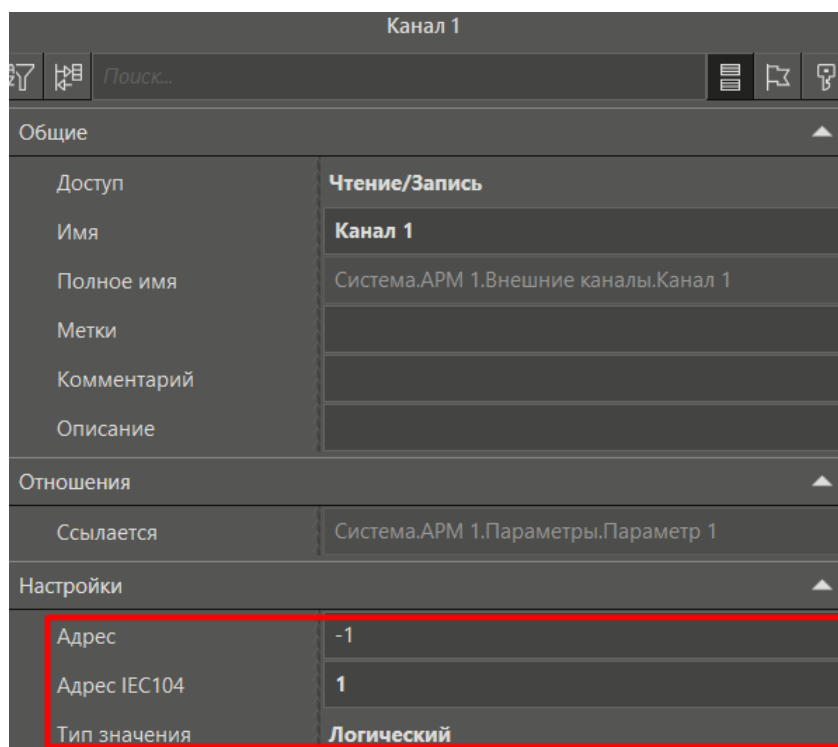 Канал 1
Поиск...
Общие
Доступ Чтение/Запись
Имя Канал 1
Полное имя Система.АРМ 1.Внешние каналы.Канал 1
Метки
Комментарий
Описание
Отношения
Ссылается Система.АРМ 1.Параметры.Параметр 1
Настройки
Адрес -1
Адрес IEC104 1
Тип значения Логический